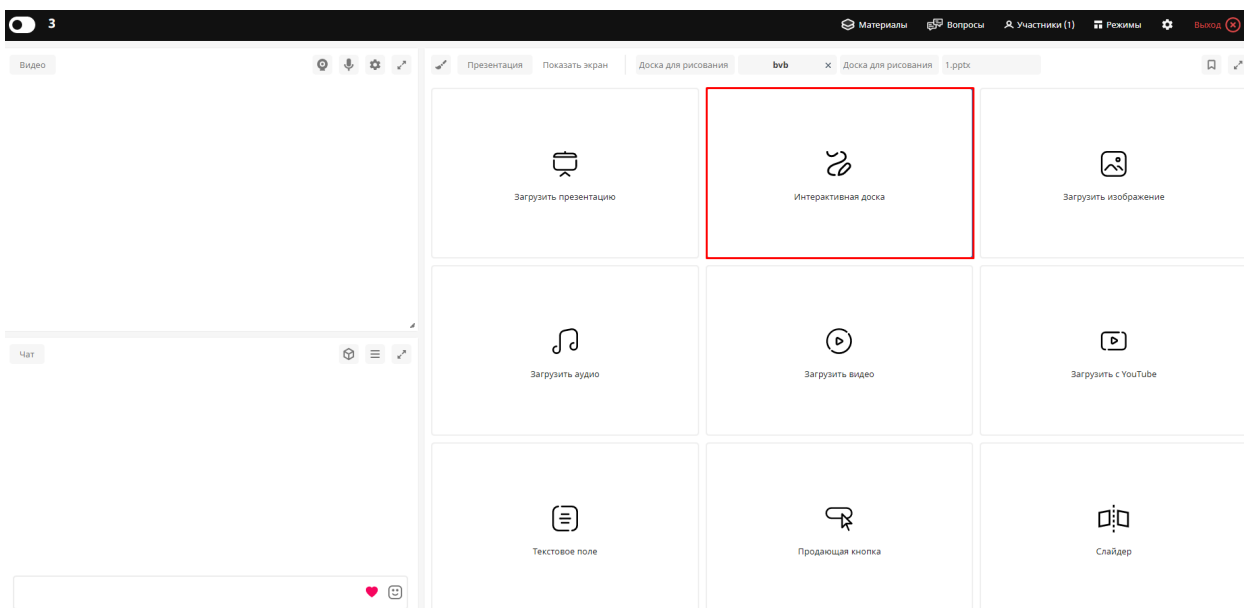 3 Материалы Вопросы Участники (1) Режимы Выход
Видео
Презентация Показать экран Доска для рисования bvb × Доска для рисования 1.pptx
Загрузить презентацию Интерактивная доска Загрузить изображение
Загрузить аудио Загрузить видео Загрузить с YouTube
Чат
Текстовое поле Продающая кнопка Слайдер